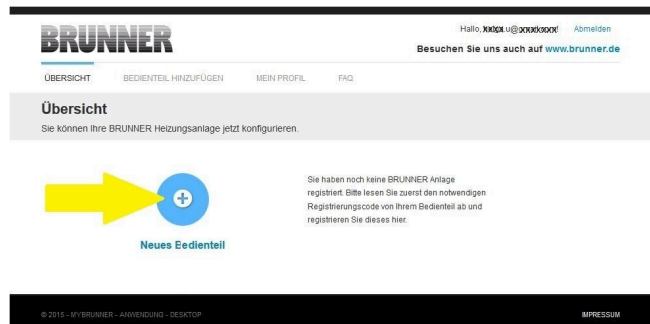 BRUNNER
Hallo, .u@ ! Abmelden
Besuchen Sie uns auch auf www.brunner.de
ÜBERSICHT BEDIENTEIL HINZUFÜGEN MEIN PROFIL FAQ
Übersicht
Sie können Ihre BRUNNER Heizungsanlage jetzt konfigurieren.
Sie haben noch keine BRUNNER Anlage
registriert. Bitte lesen Sie zuerst den notwendigen
Registrierungscode von Ihrem Bedienteil ab und
registrieren Sie dieses hier.
Neues Bedienteil
© 2015 - MYBRUNNER - ANWENDUNG - DESKTOP
IMPRESSUM